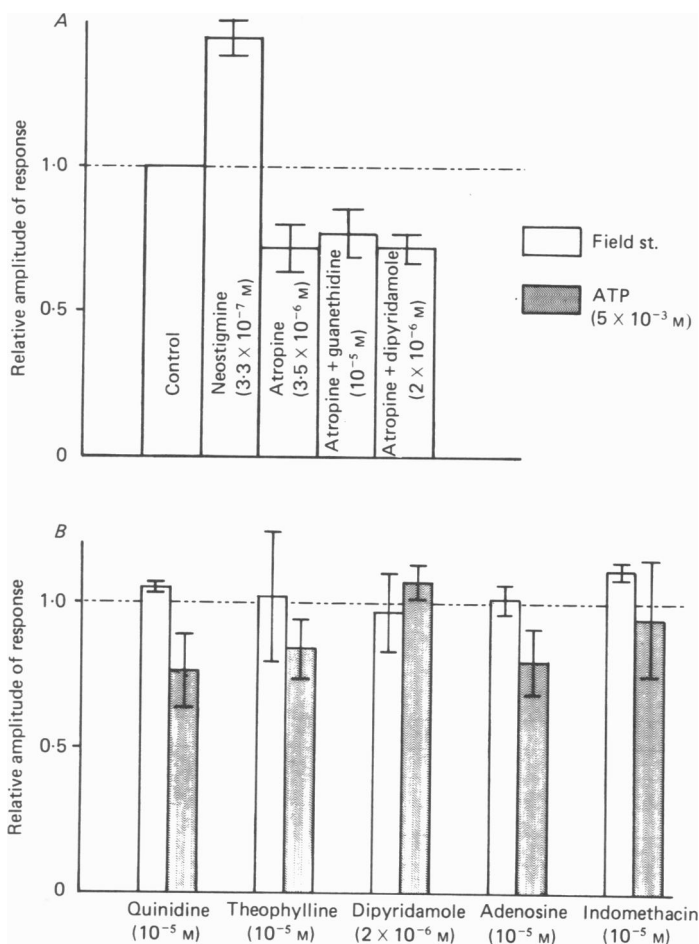 A
Relative amplitude of response
1·0
0·5
0
Control
Neostigmine
(3·3 × 10⁻⁷ M)
Atropine
(3·5 × 10⁻⁶ M)
Atropine + guanethidine
(10⁻⁵ M)
Atropine + dipyridamole
(2 × 10⁻⁶ M)
Field st.
ATP
(5 × 10⁻³ M)
B
Relative amplitude of response
1·0
0·5
0
Quinidine
(10⁻⁵ M)
Theophylline
(10⁻⁵ M)
Dipyridamole
(2 × 10⁻⁶ M)
Adenosine
(10⁻⁵ M)
Indomethacin
(10⁻⁵ M)